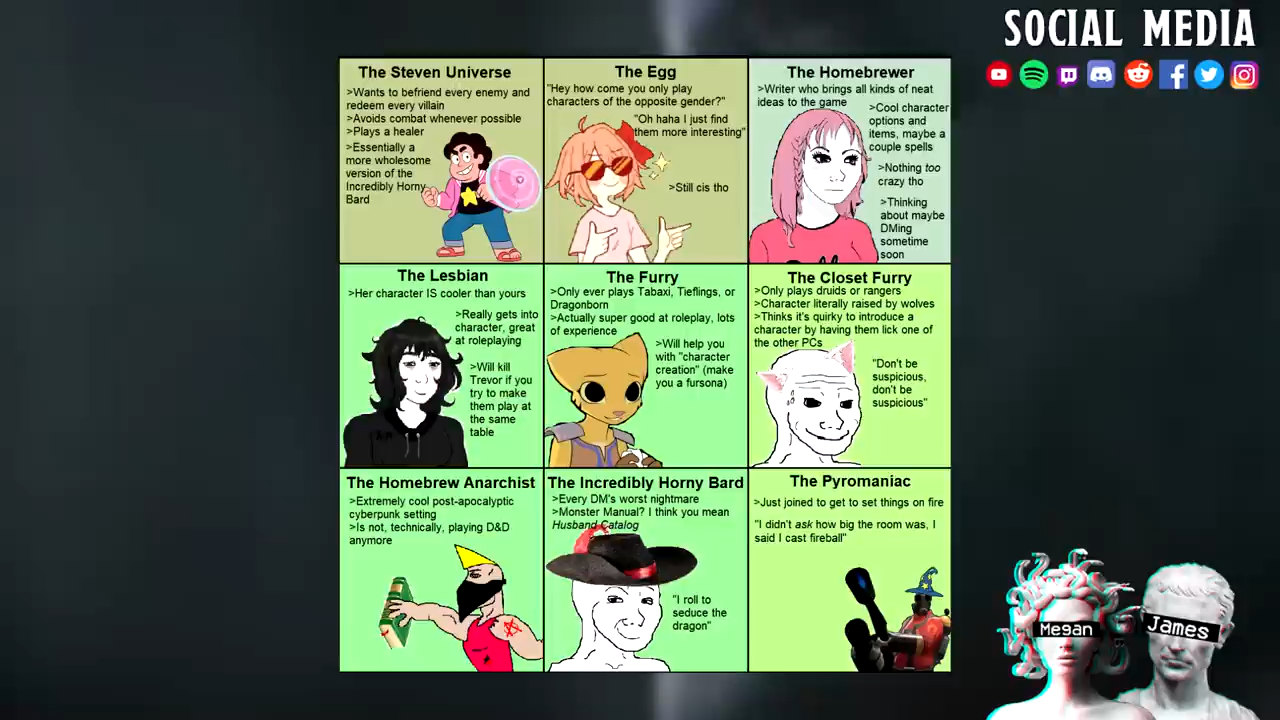 SOCIAL MEDIA
The Steven Universe
>Wants to befriend every enemy and
redeem every villain
>Avoids combat whenever possible
>Plays a healer
>Essentially a
more wholesome
version of the
Incredibly Horny
Bard
The Egg
"Hey how come you only play
characters of the opposite gender?"
"Oh haha I just find
them more interesting"
>Still cis tho
The Homebrewer
>Writer who brings all kinds of neat
ideas to the game
>Cool character
options and
items, maybe a
couple spells
>Nothing too
crazy tho
>Thinking
about maybe
DMing
sometime
soon
The Lesbian
>Her character IS cooler than yours
>Really gets into
character, great
at roleplaying
>Will kill
Trevor if you
try to make
them play at
the same
table
The Furry
>Only ever plays Tabaxi, Tieflings, or
Dragonborn
>Actually super good at roleplay, lots
of experience
>Will help you
with "character
creation" (make
you a fursona)
The Closet Furry
>Only plays druids or rangers
>Character literally raised by wolves
>Thinks it's quirky to introduce a
character by having them lick one of
the other PCs
"Don't be
suspicious,
don't be
suspicious"
The Homebrew Anarchist
>Extremely cool post-apocalyptic
cyberpunk setting
>Is not, technically, playing D&D
anymore
The Incredibly Horny Bard
>Every DM's worst nightmare
>Monster Manual? I think you mean
Husband Catalog
"I roll to
seduce the
dragon"
The Pyromaniac
>Just joined to get to set things on fire
"I didn't ask how big the room was, I
said I cast fireball"
Megan
James